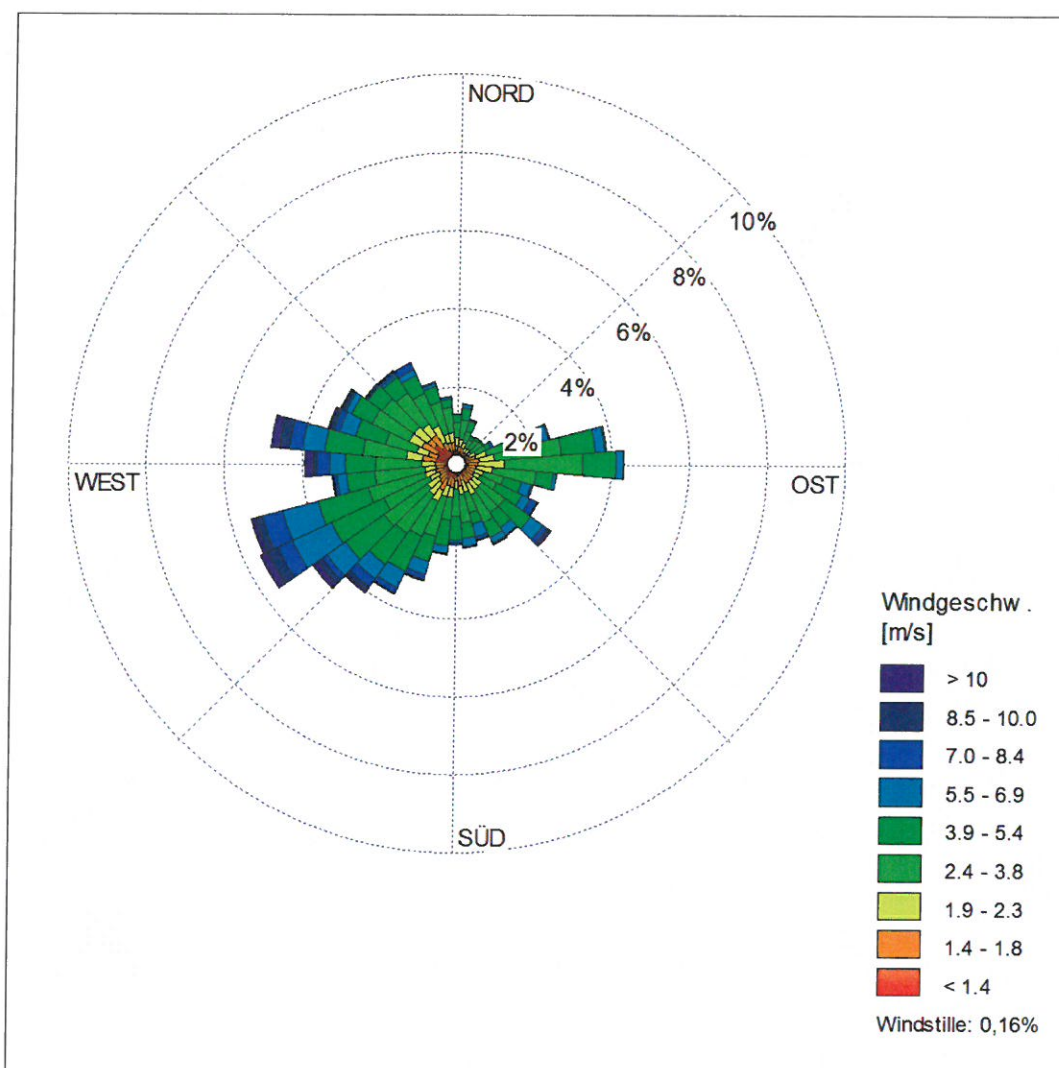 NORD
10%
8%
6%
4%
2%
WEST
OST
SÜD
Windgeschw .
[m/s]
> 10
8.5 - 10.0
7.0 - 8.4
5.5 - 6.9
3.9 - 5.4
2.4 - 3.8
1.9 - 2.3
1.4 - 1.8
< 1.4
Windstille: 0,16%